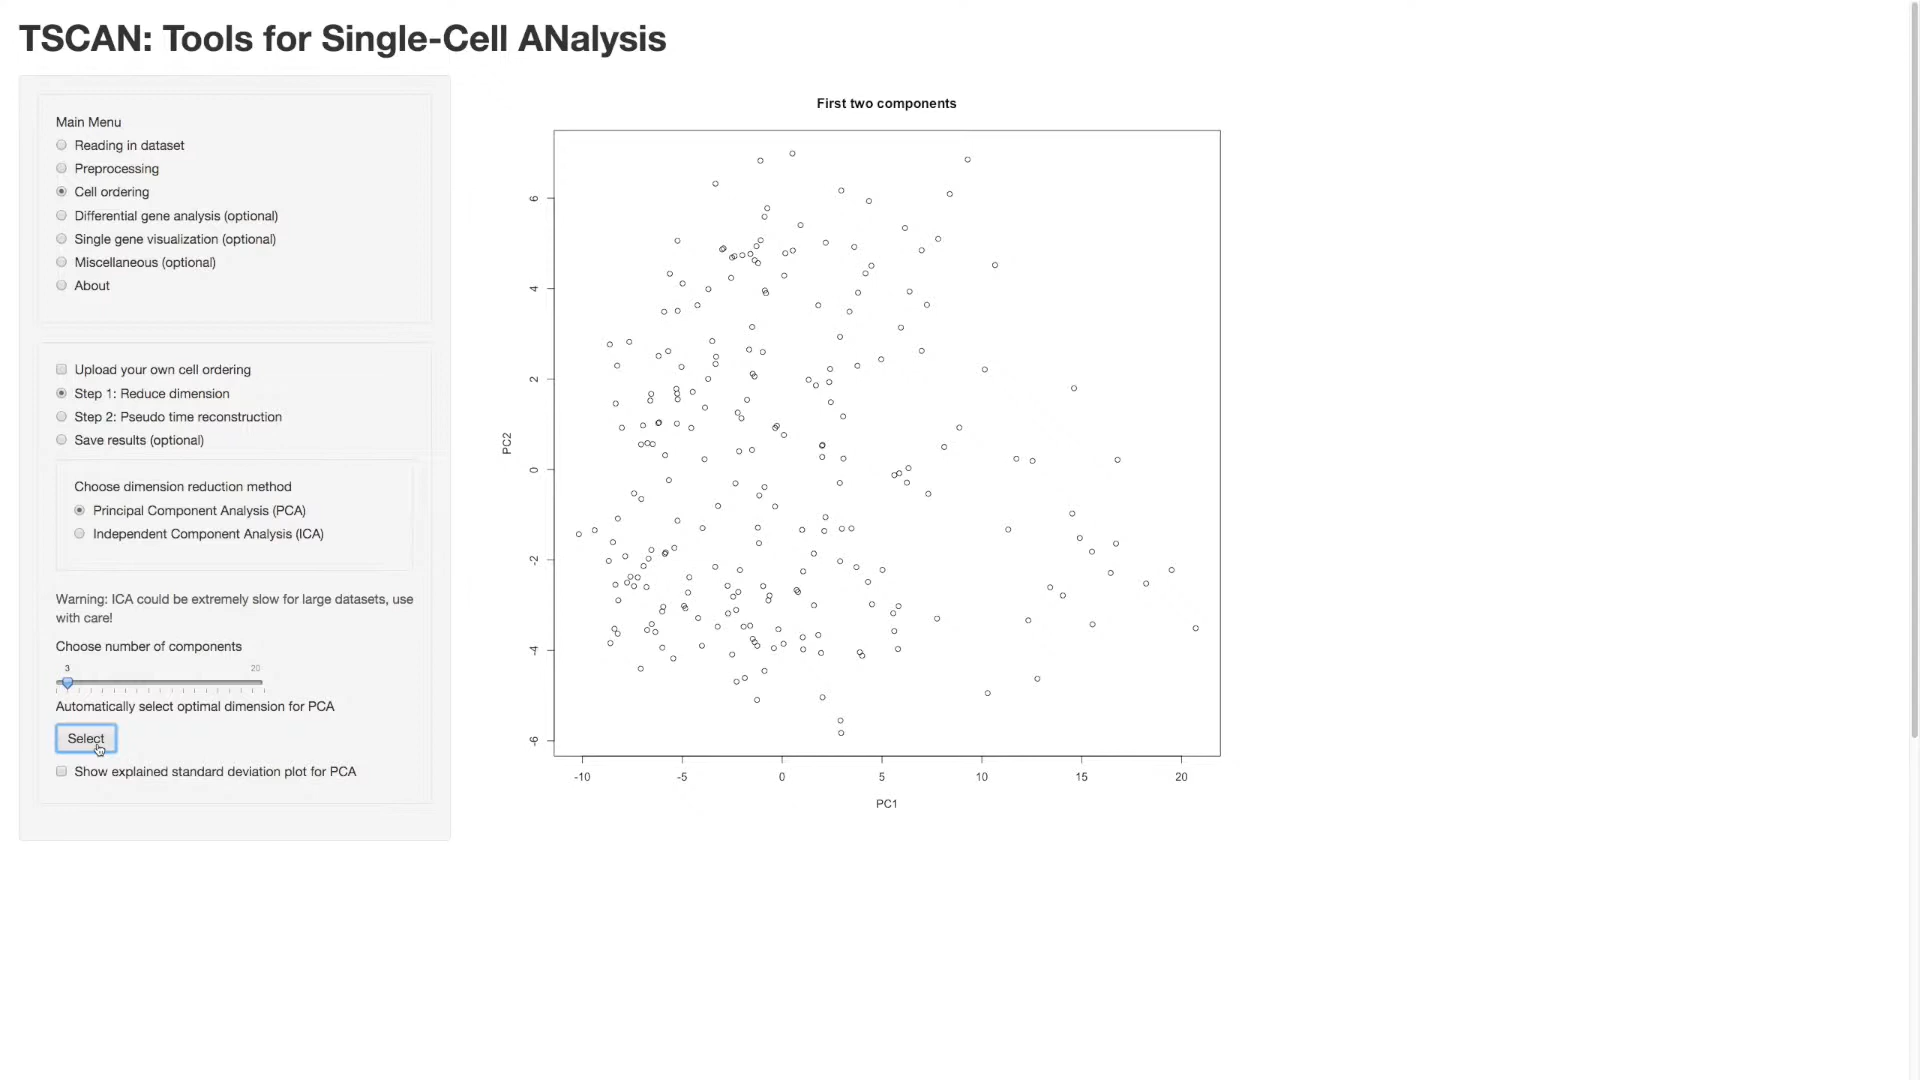 TSCAN: Tools for Single-Cell ANalysis
Main Menu
Reading in dataset
Preprocessing
Cell ordering
Differential gene analysis (optional)
Single gene visualization (optional)
Miscellaneous (optional)
About
Upload your own cell ordering
Step 1: Reduce dimension
Step 2: Pseudo time reconstruction
Save results (optional)
Choose dimension reduction method
Principal Component Analysis (PCA)
Independent Component Analysis (ICA)
Warning: ICA could be extremely slow for large datasets, use
with care!
Choose number of components
3 20
Automatically select optimal dimension for PCA
Select
Show explained standard deviation plot for PCA
First two components
PC2
6
4
2
0
-2
-4
-6
-10 -5 0 5 10 15 20
PC1